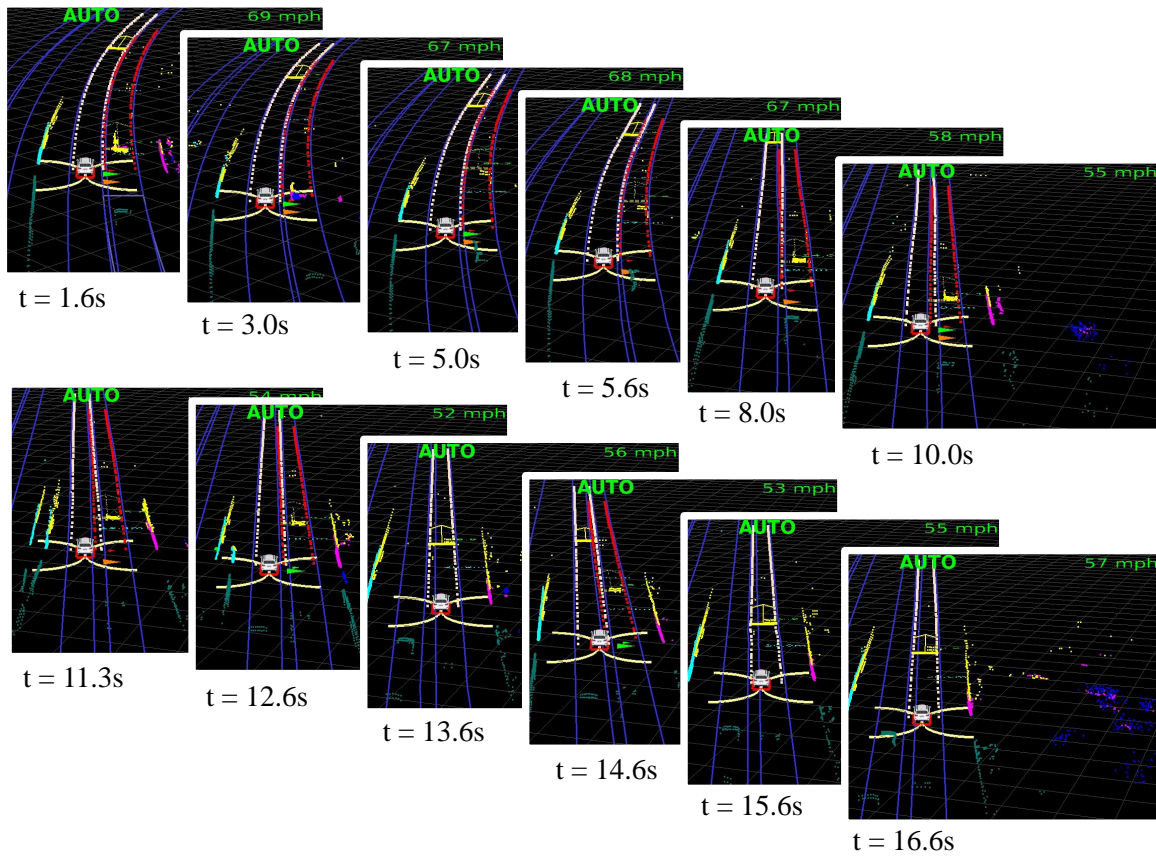 AUTO 69 mph
AUTO 67 mph
AUTO 68 mph
AUTO 67 mph
AUTO 58 mph
AUTO 55 mph
t = 1.6s
t = 3.0s
t = 5.0s
t = 5.6s
t = 8.0s
t = 10.0s
AUTO 54 mph
AUTO 52 mph
AUTO 56 mph
AUTO 53 mph
AUTO 55 mph
AUTO 57 mph
t = 11.3s
t = 12.6s
t = 13.6s
t = 14.6s
t = 15.6s
t = 16.6s